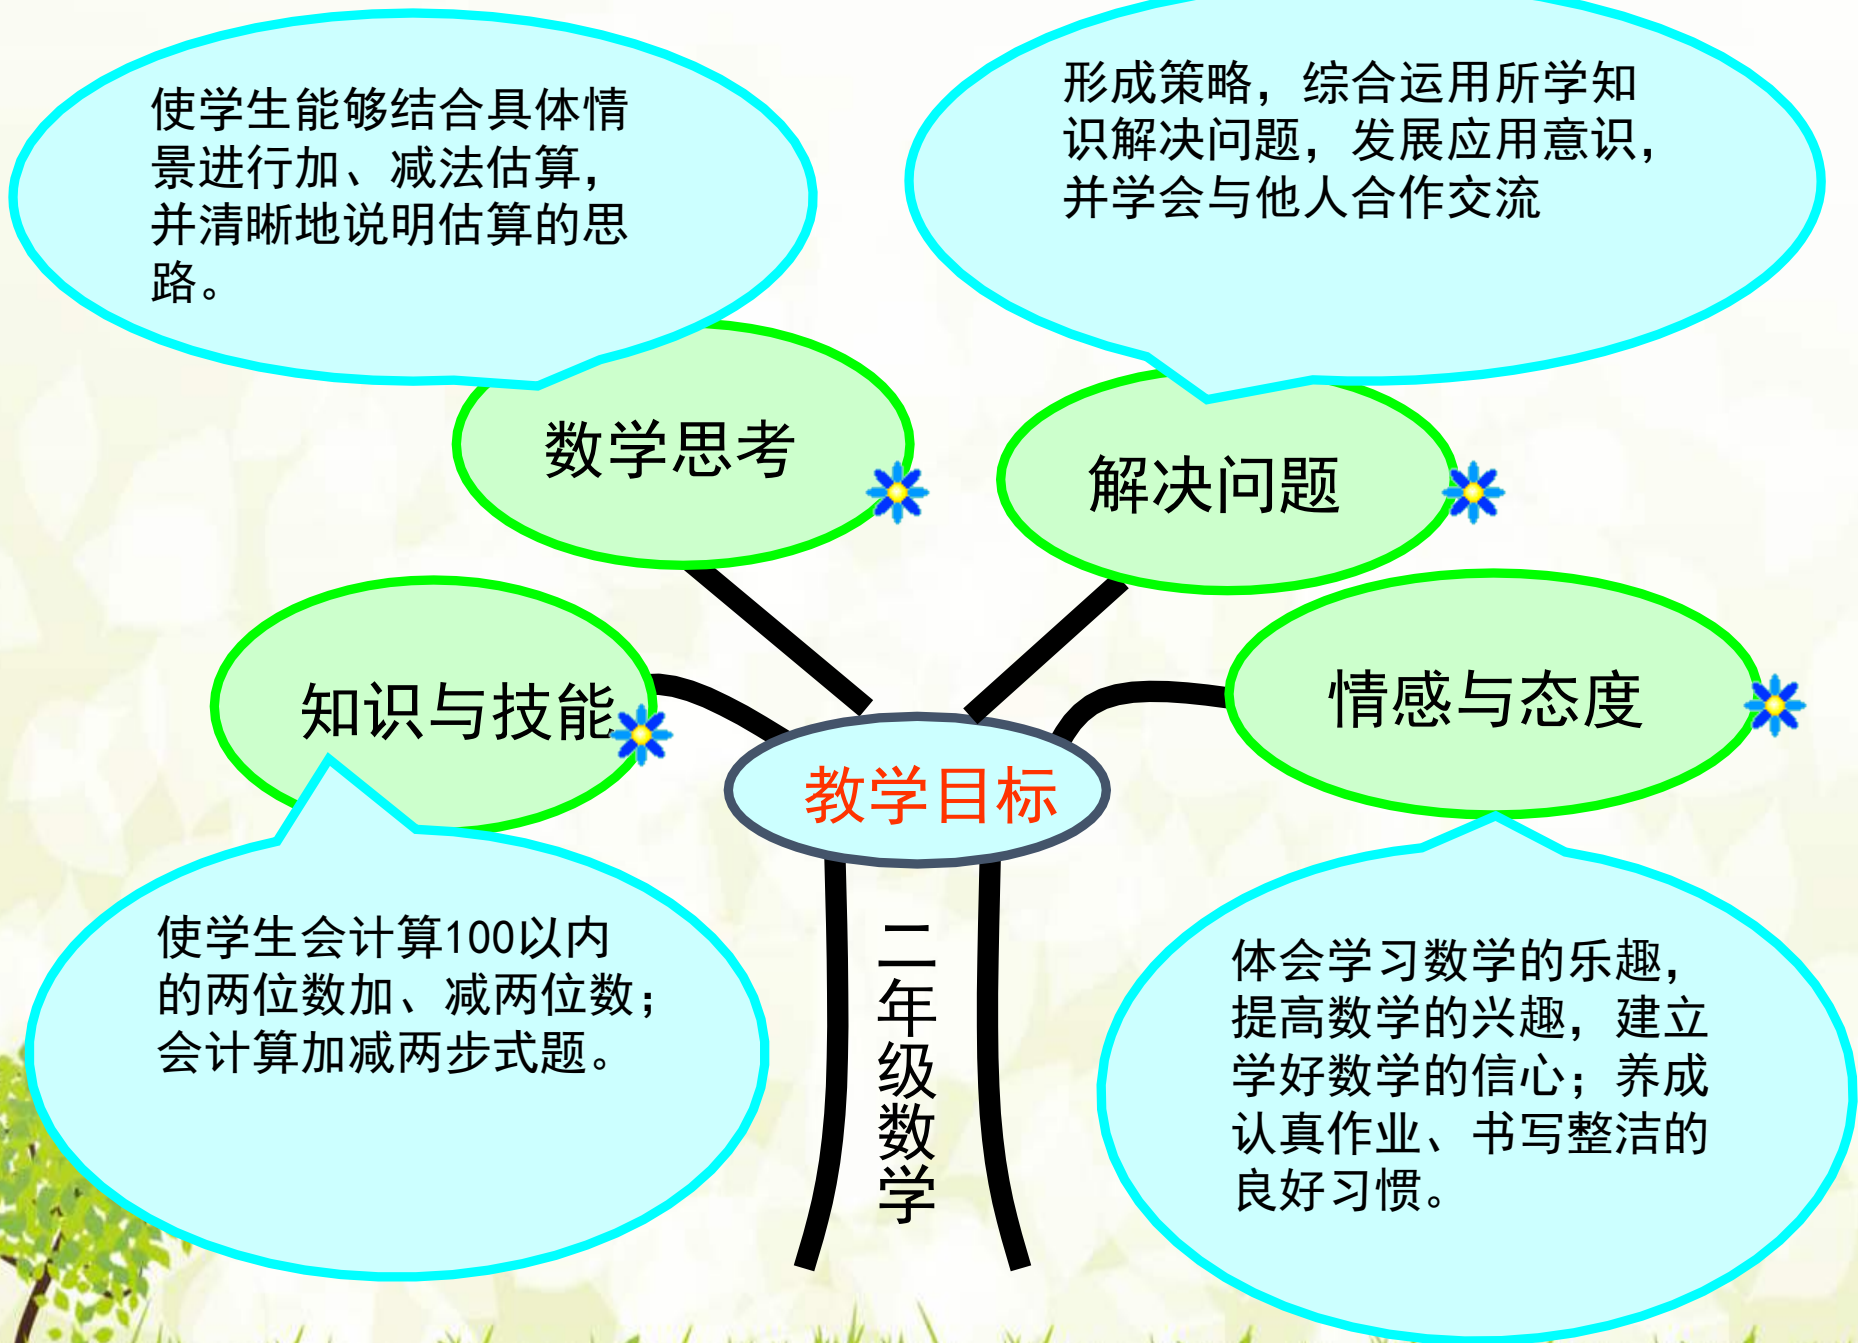 使学生能够结合具体情
景进行加、减法估算，
并清晰地说明估算的思
路。
形成策略，综合运用所学知
识解决问题，发展应用意识，
并学会与他人合作交流
数学思考
解决问题
知识与技能
情感与态度
教学目标
使学生会计算100以内
的两位数加、减两位数；
会计算加减两步式题。
二年级数学
体会学习数学的乐趣，
提高数学的兴趣，建立
学好数学的信心；养成
认真作业、书写整洁的
良好习惯。